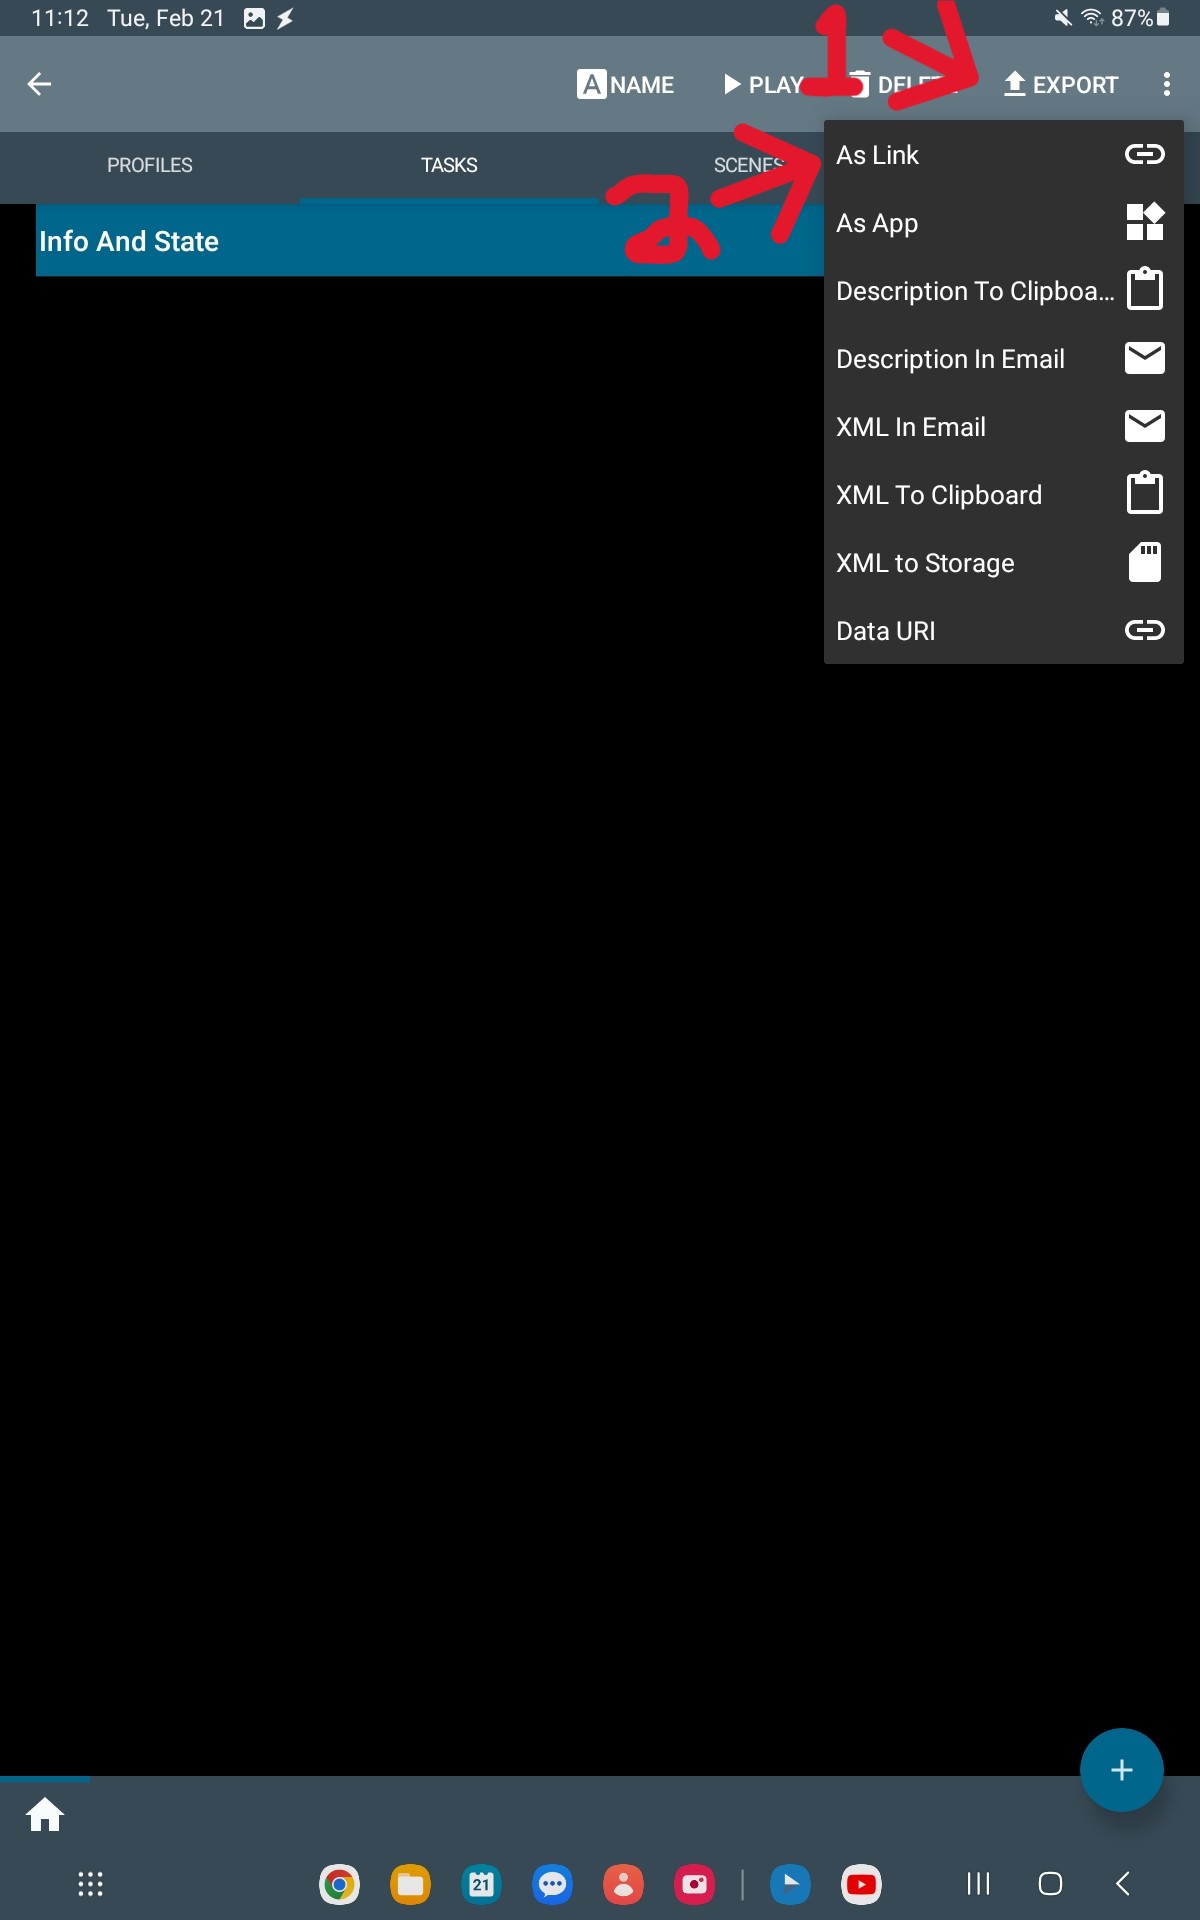 11:12 Tue, Feb 21 87%
1
A NAME PLAY DELETE EXPORT
PROFILES TASKS SCENES
2
Info And State
As Link
As App
Description To Clipboa...
Description In Email
XML In Email
XML To Clipboard
XML to Storage
Data URI
21